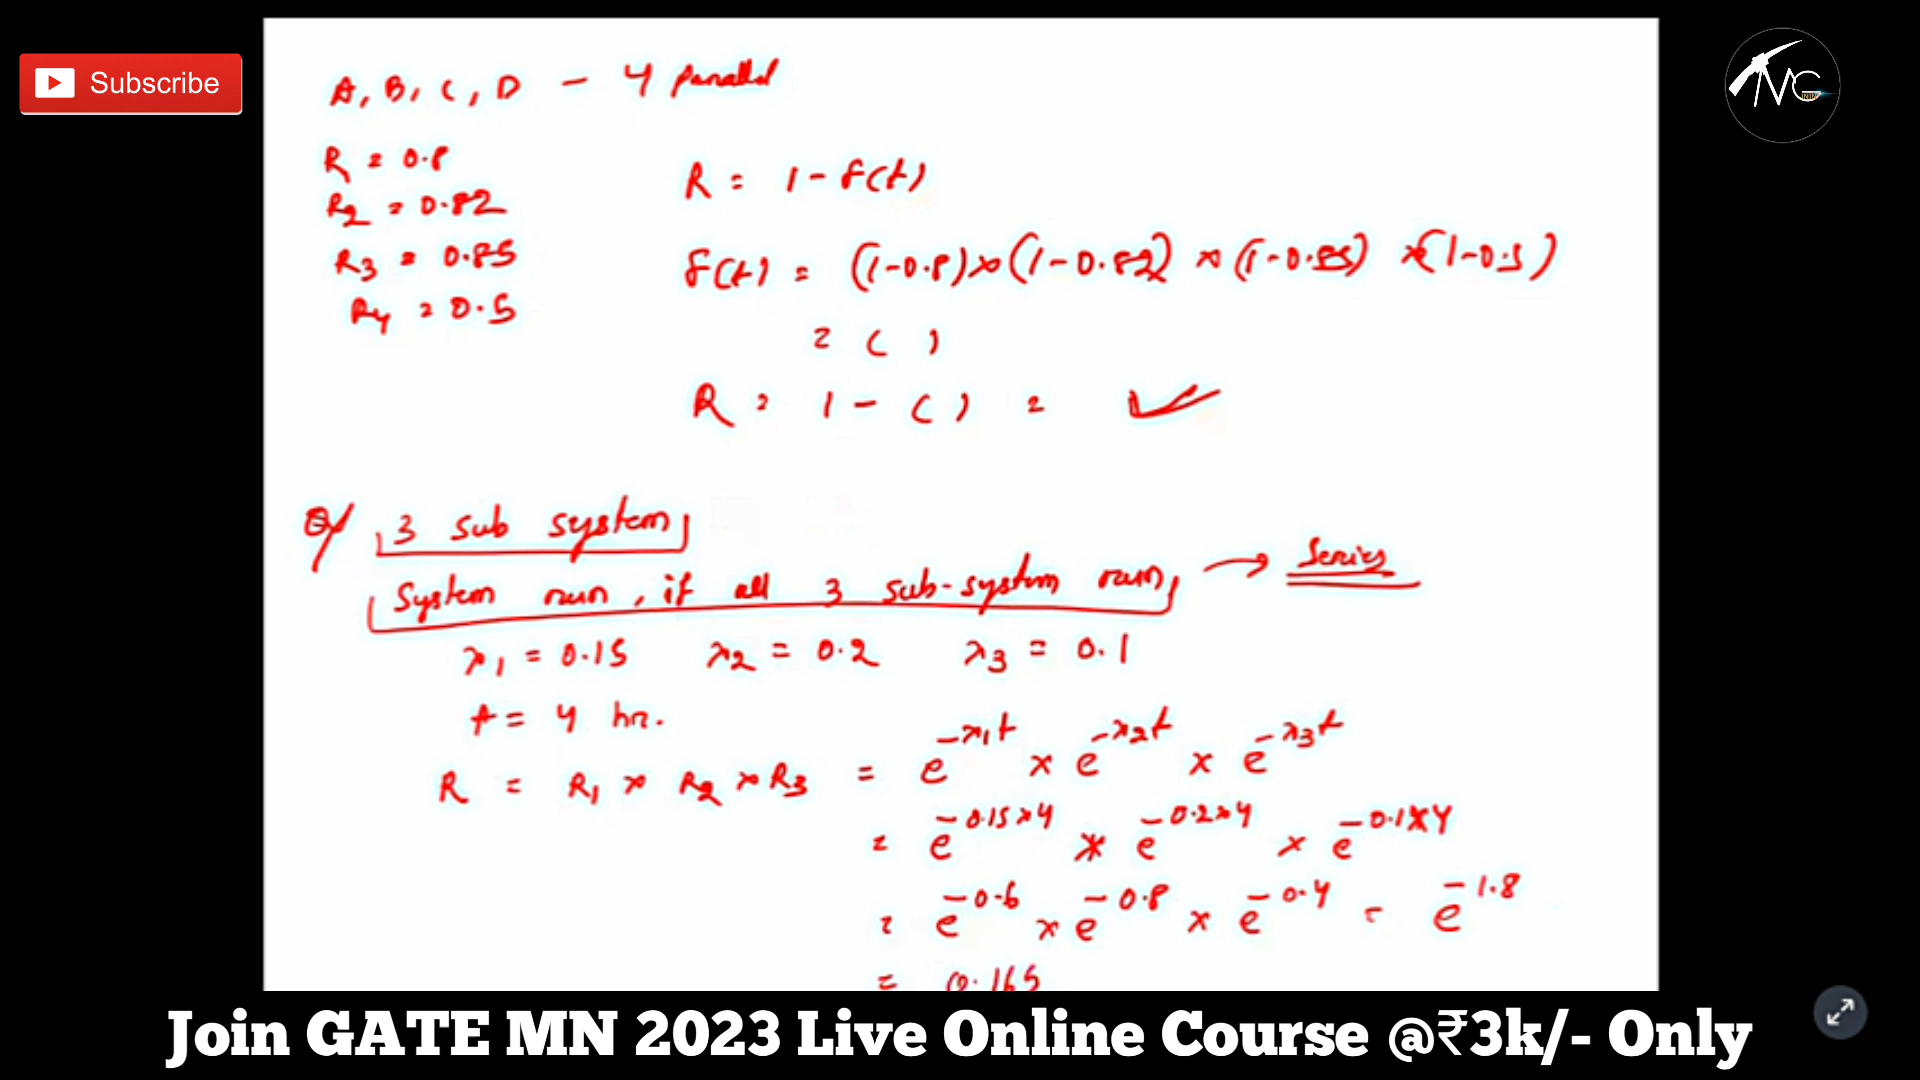 Subscribe
MG
A, B, C, D - 4 parallel
R = 0.8
R2 = 0.82
R3 = 0.85
R4 = 0.5
R = 1 - F(t)
F(t) = (1-0.8) × (1-0.82) × (1-0.85) × (1-0.5)
= ( )
R = 1 - ( ) = ✓
Q/ 3 sub system
System run, if all 3 sub-system run → Series
λ1 = 0.15 λ2 = 0.2 λ3 = 0.1
t = 4 hr.
R = R1 × R2 × R3 = e^-λ1t × e^-λ2t × e^-λ3t
= e^-0.15×4 × e^-0.2×4 × e^-0.1×4
= e^-0.6 × e^-0.8 × e^-0.4 = e^-1.8
= 0.165
Join GATE MN 2023 Live Online Course @₹3k/- Only